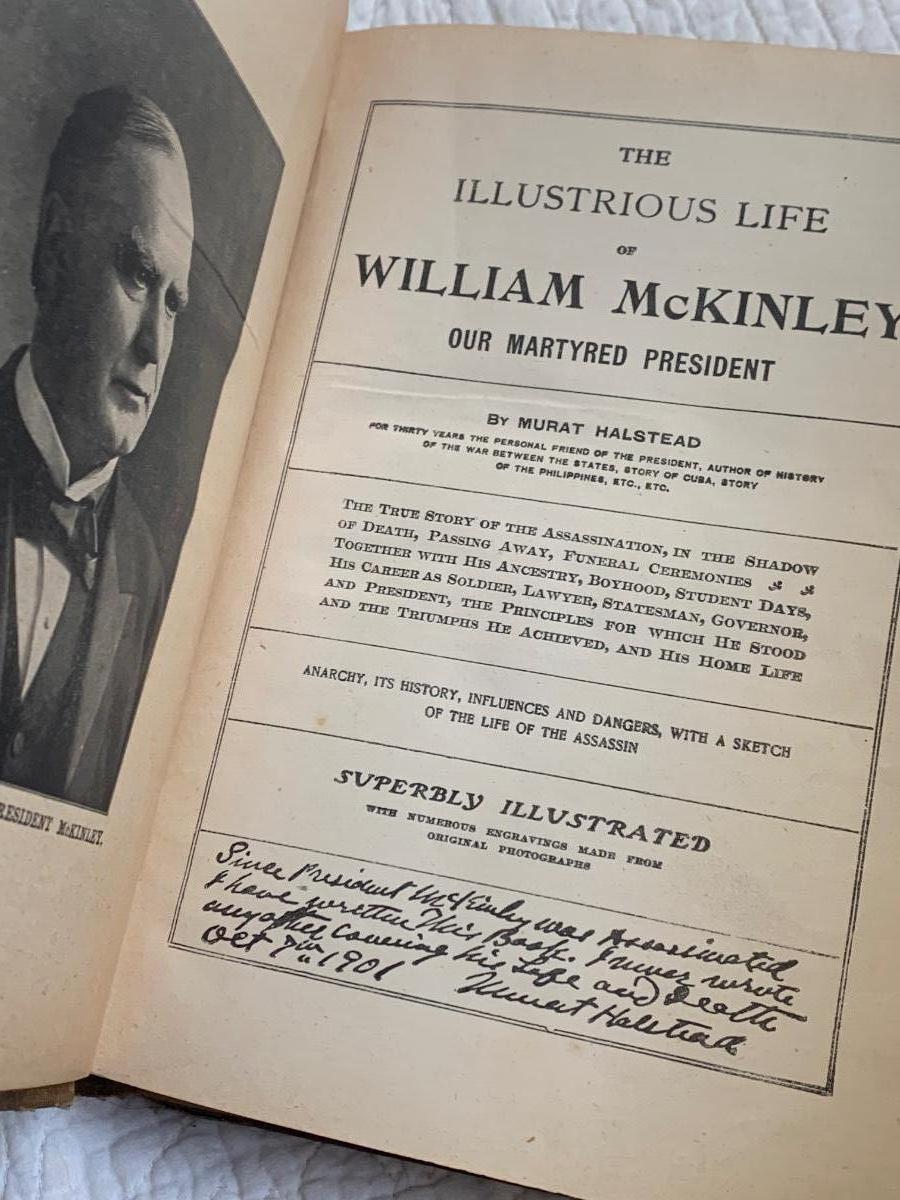 RESIDENT McKINLEY.
THE
ILLUSTRIOUS LIFE
OF
WILLIAM McKINLEY
OUR MARTYRED PRESIDENT
By MURAT HALSTEAD
FOR THIRTY YEARS THE PERSONAL FRIEND OF THE PRESIDENT, AUTHOR OF HISTORY
OF THE WAR BETWEEN THE STATES, STORY OF CUBA, STORY
OF THE PHILIPPINES, ETC., ETC.
THE TRUE STORY OF THE ASSASSINATION, IN THE SHADOW
OF DEATH, PASSING AWAY, FUNERAL CEREMONIES
TOGETHER WITH HIS ANCESTRY, BOYHOOD, STUDENT DAYS,
HIS CAREER AS SOLDIER, LAWYER, STATESMAN, GOVERNOR,
AND PRESIDENT, THE PRINCIPLES FOR WHICH HE STOOD
AND THE TRIUMPHS HE ACHIEVED, AND HIS HOME LIFE
ANARCHY, ITS HISTORY, INFLUENCES AND DANGERS, WITH A SKETCH
OF THE LIFE OF THE ASSASSIN
SUPERBLY ILLUSTRATED
WITH NUMEROUS ENGRAVINGS MADE FROM
ORIGINAL PHOTOGRAPHS
Since President McKinley was Assassinated
I have written This Book. I never wrote
any other Covering his Life and Death
Oct 7th 1901 Murat Halstead